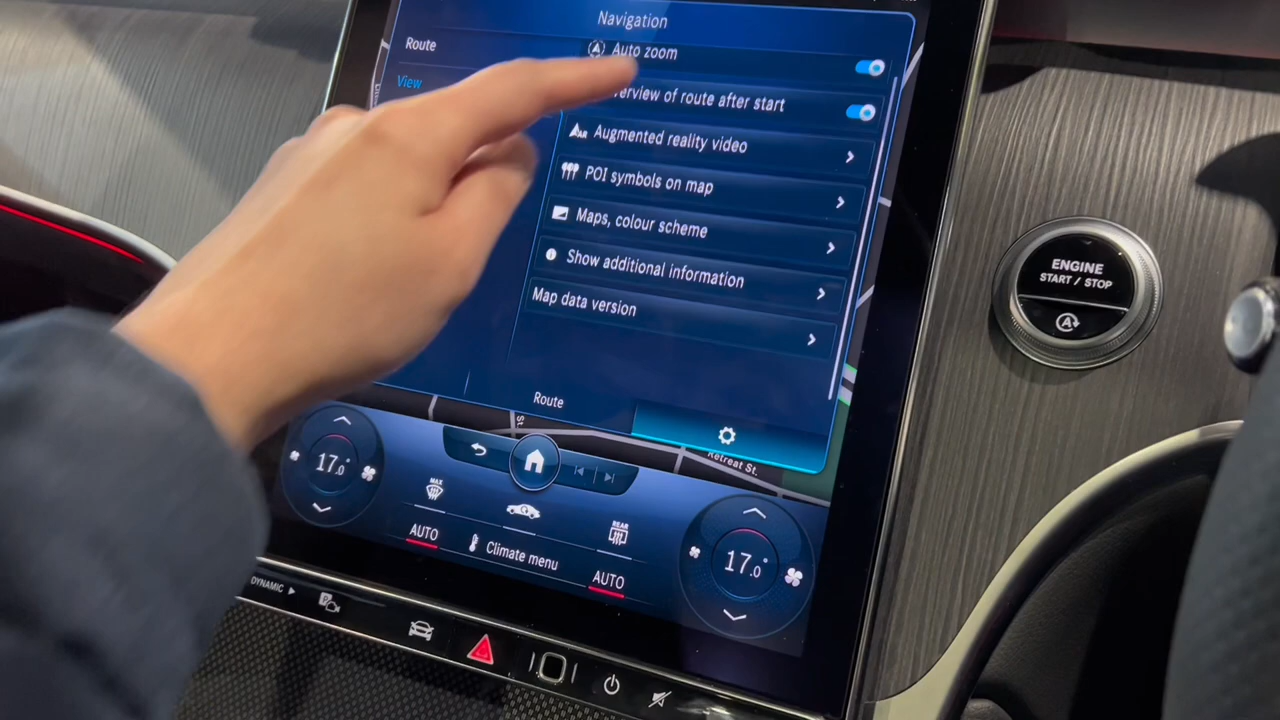 Navigation
Route
Auto zoom
View
verview of route after start
Augmented reality video
AR
POI symbols on map
Maps, colour scheme
Show additional information
Map data version
Route
St.
Retreat St.
17.0°
MAX
REAR
AUTO
Climate menu
AUTO
17.0°
DYNAMIC
ENGINE
START / STOP
A